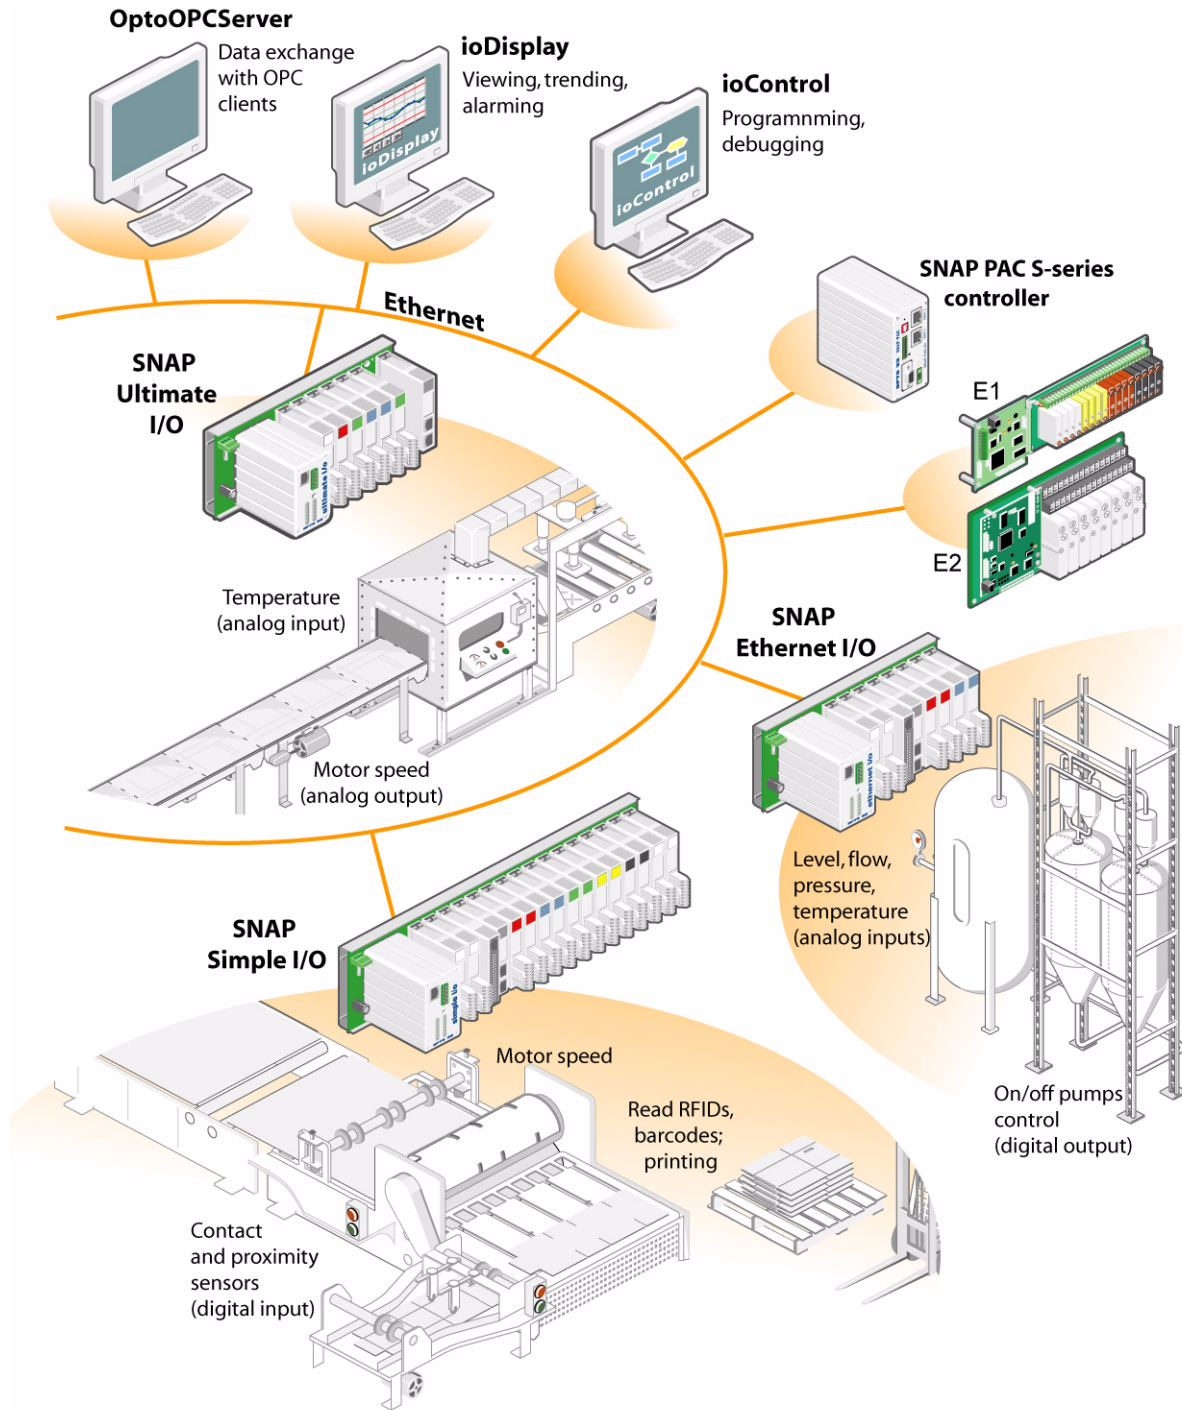 OptoOPCServer
Data exchange
with OPC
clients
ioDisplay
Viewing, trending,
alarming
ioDisplay
ioControl
Programnming,
debugging
ioControl
SNAP PAC S-series
controller
Ethernet
SNAP
Ultimate
I/O
ultimate i/o
E1
E2
Temperature
(analog input)
Motor speed
(analog output)
SNAP
Ethernet I/O
ethernet i/o
Level, flow,
pressure,
temperature
(analog inputs)
On/off pumps
control
(digital output)
SNAP
Simple I/O
simple i/o
Motor speed
Read RFIDs,
barcodes;
printing
Contact
and proximity
sensors
(digital input)